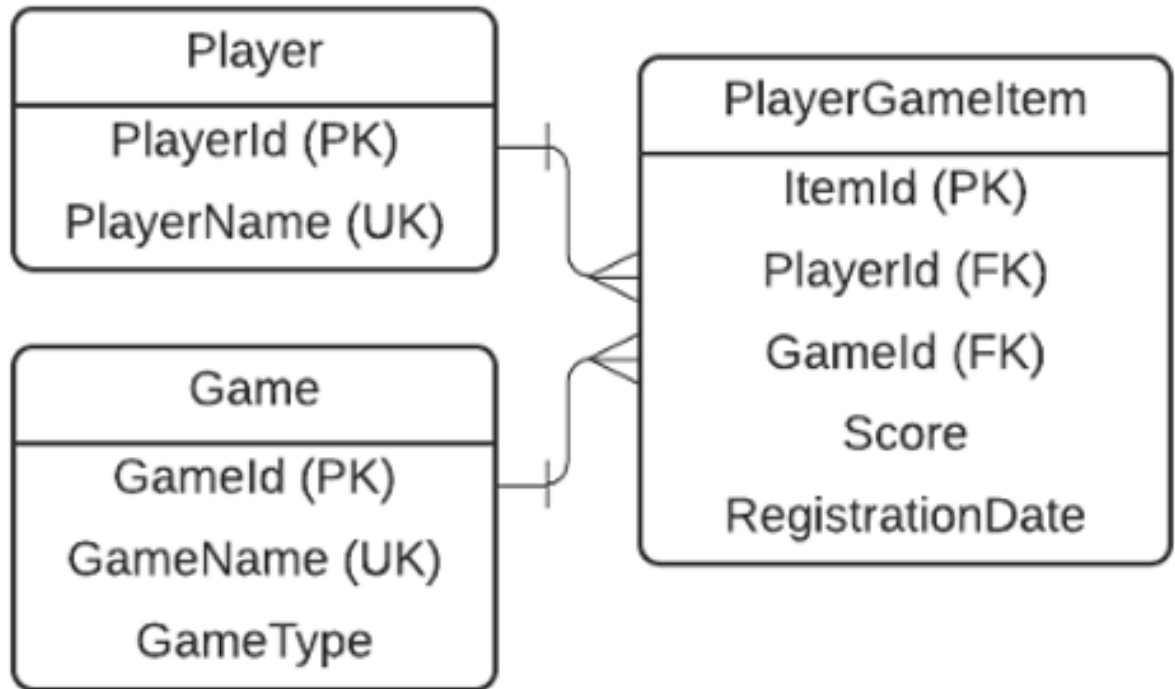 Player
PlayerId (PK)
PlayerName (UK)
Game
GameId (PK)
GameName (UK)
GameType
PlayerGameItem
ItemId (PK)
PlayerId (FK)
GameId (FK)
Score
RegistrationDate